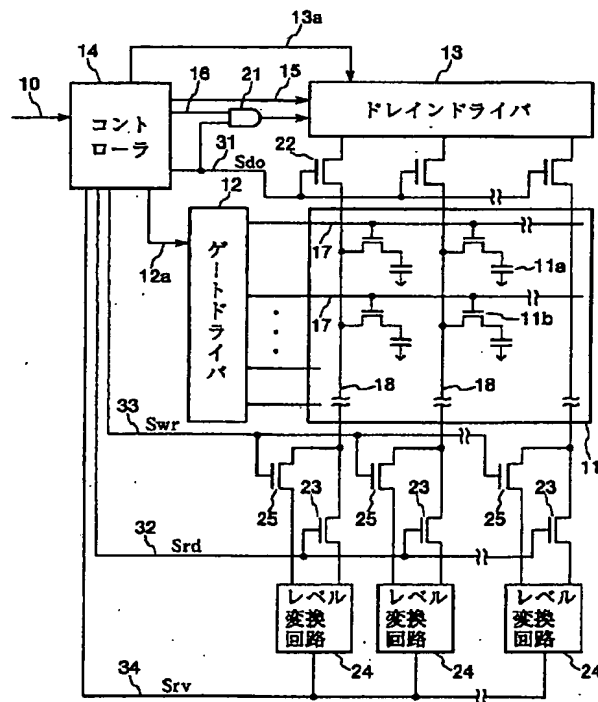 13a
14
13
10
16
21
15
コント
ローラ
ドレインドライバ
22
31
Sdo
12
12a
17
11a
ゲートドライバ
17
11b
18
18
33
Swr
11
25
23
25
23
25
23
32
Srd
レベル
変換
回路
レベル
変換
回路
レベル
変換
回路
24
24
24
34
Srv